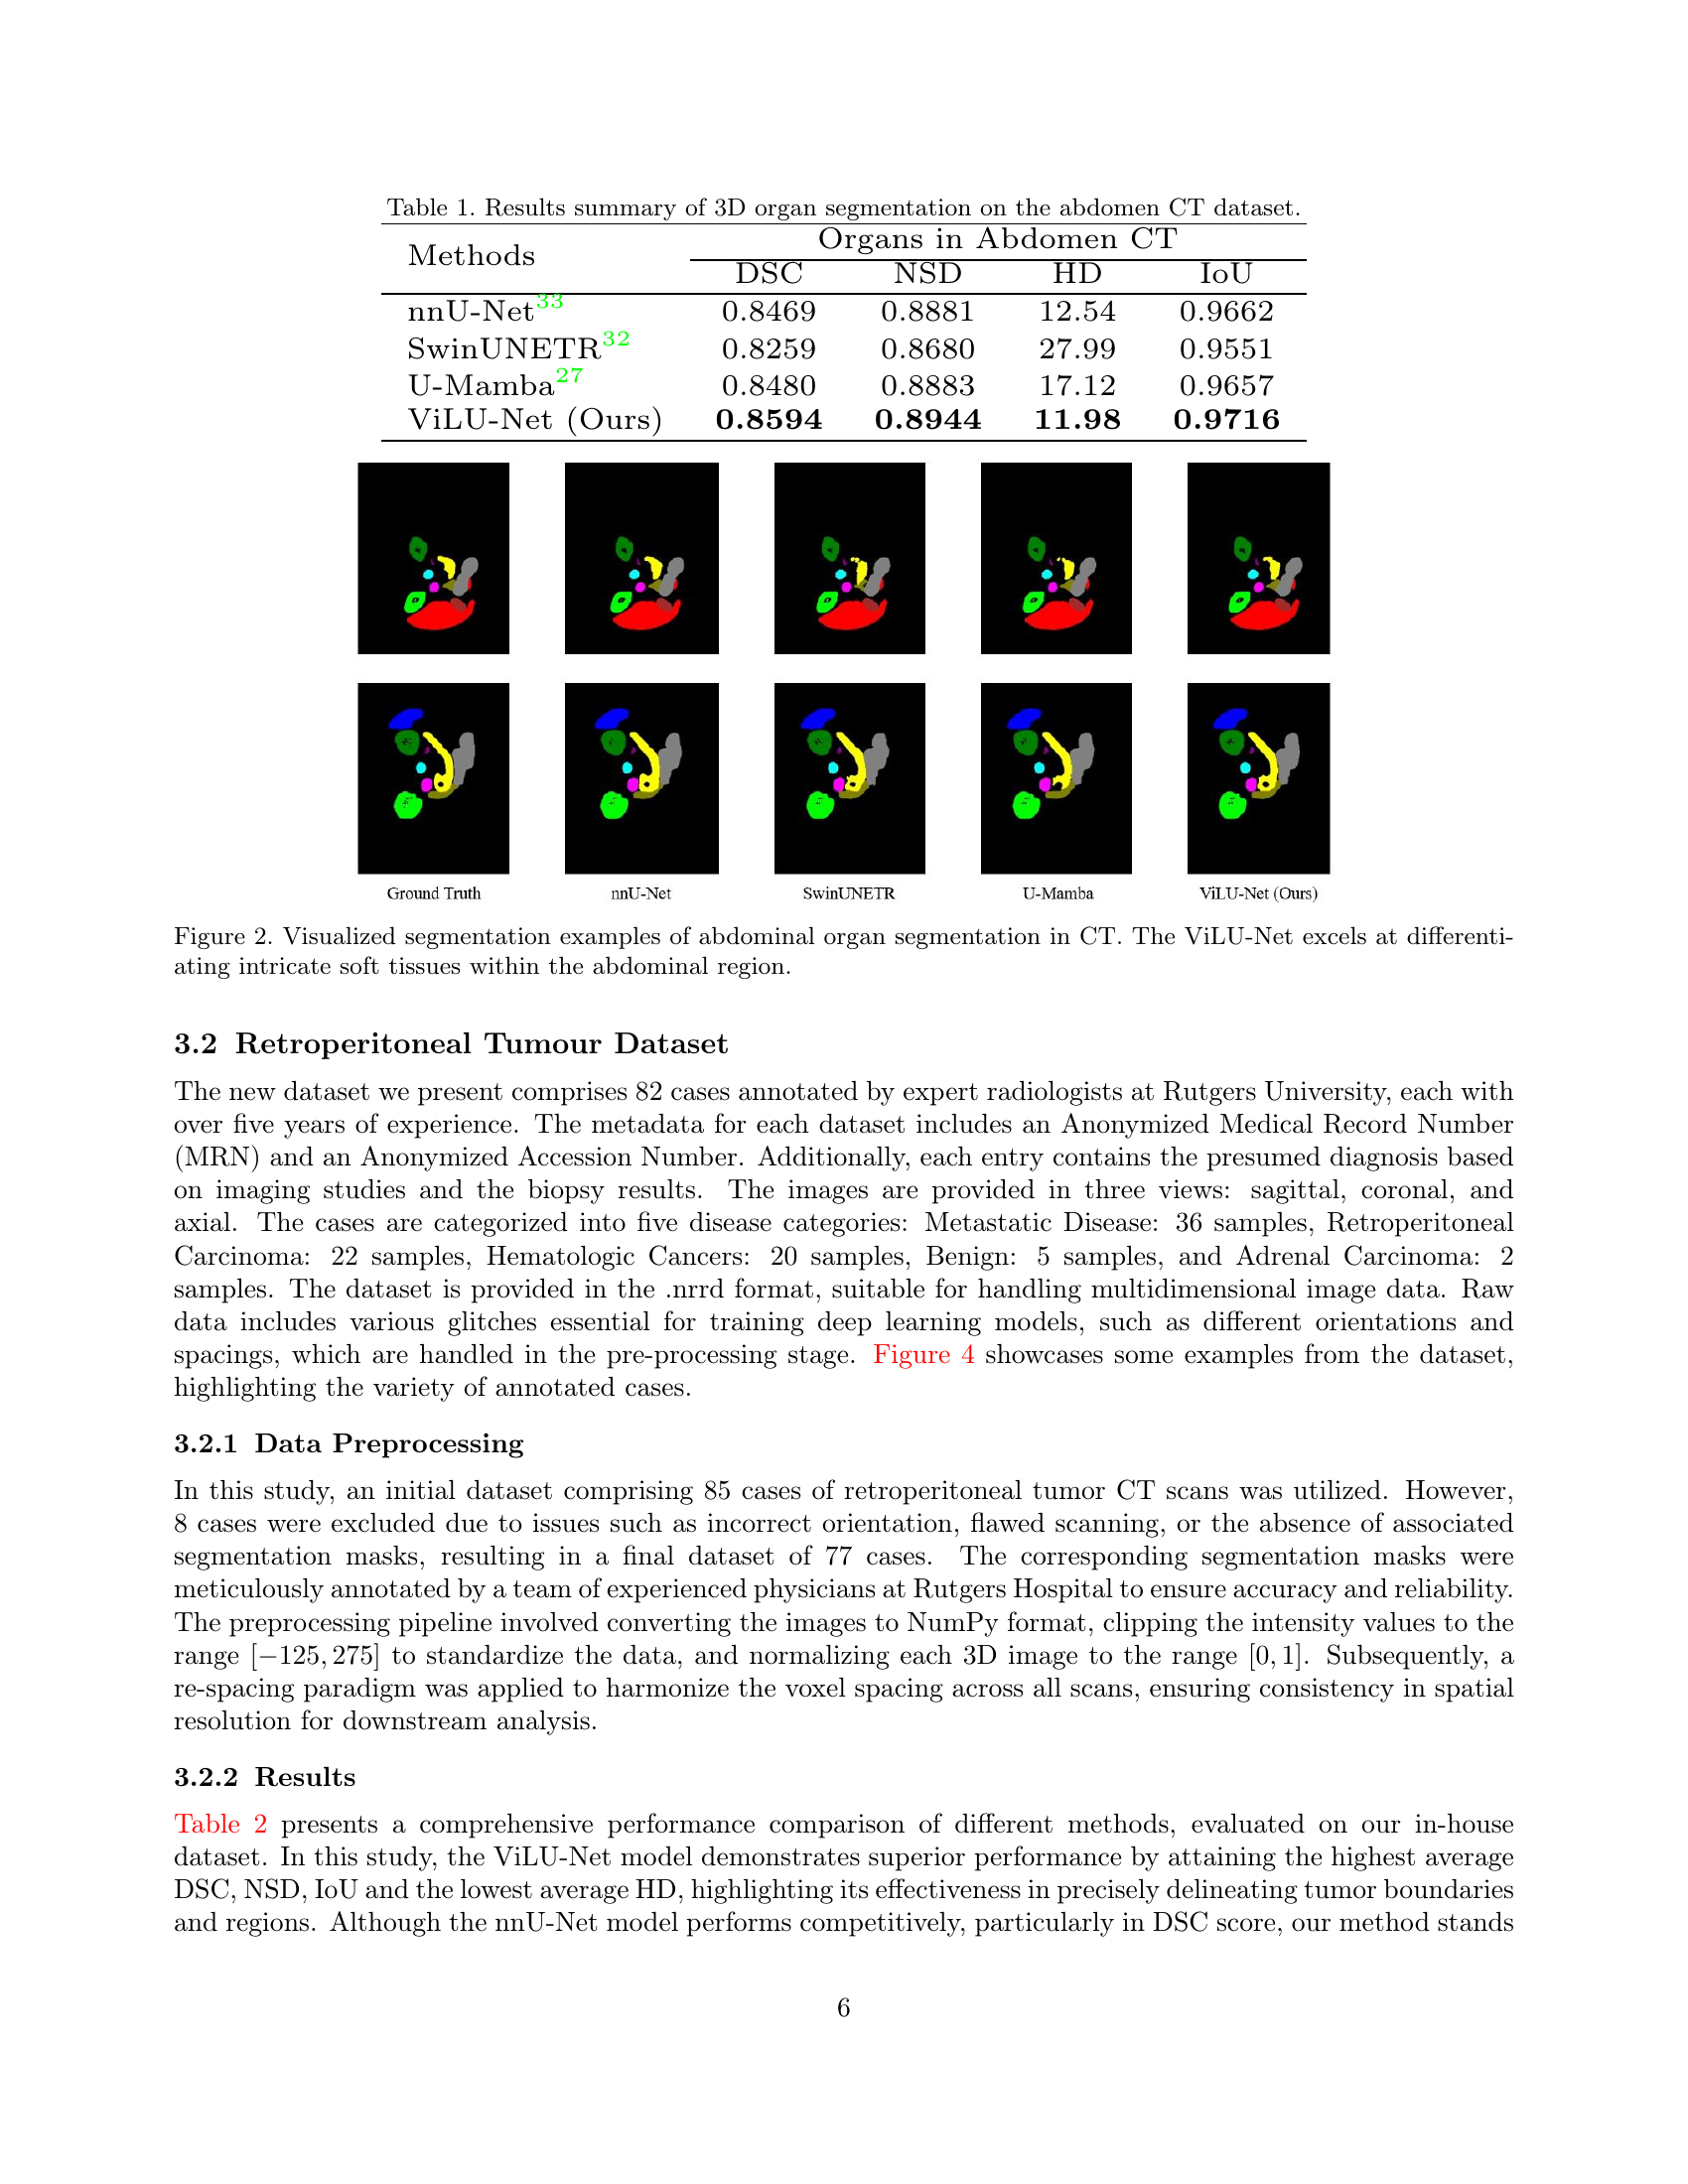 Table 1. Results summary of 3D organ segmentation on the abdomen CT dataset.
Methods Organs in Abdomen CT
DSC NSD HD IoU
nnU-Net33 0.8469 0.8881 12.54 0.9662
SwinUNETR32 0.8259 0.8680 27.99 0.9551
U-Mamba27 0.8480 0.8883 17.12 0.9657
ViLU-Net (Ours) 0.8594 0.8944 11.98 0.9716
Ground Truth nnU-Net SwinUNETR U-Mamba ViLU-Net (Ours)
Figure 2. Visualized segmentation examples of abdominal organ segmentation in CT. The ViLU-Net excels at differenti-
ating intricate soft tissues within the abdominal region.
3.2 Retroperitoneal Tumour Dataset
The new dataset we present comprises 82 cases annotated by expert radiologists at Rutgers University, each with
over five years of experience. The metadata for each dataset includes an Anonymized Medical Record Number
(MRN) and an Anonymized Accession Number. Additionally, each entry contains the presumed diagnosis based
on imaging studies and the biopsy results. The images are provided in three views: sagittal, coronal, and
axial. The cases are categorized into five disease categories: Metastatic Disease: 36 samples, Retroperitoneal
Carcinoma: 22 samples, Hematologic Cancers: 20 samples, Benign: 5 samples, and Adrenal Carcinoma: 2
samples. The dataset is provided in the .nrrd format, suitable for handling multidimensional image data. Raw
data includes various glitches essential for training deep learning models, such as different orientations and
spacings, which are handled in the pre-processing stage. Figure 4 showcases some examples from the dataset,
highlighting the variety of annotated cases.
3.2.1 Data Preprocessing
In this study, an initial dataset comprising 85 cases of retroperitoneal tumor CT scans was utilized. However,
8 cases were excluded due to issues such as incorrect orientation, flawed scanning, or the absence of associated
segmentation masks, resulting in a final dataset of 77 cases. The corresponding segmentation masks were
meticulously annotated by a team of experienced physicians at Rutgers Hospital to ensure accuracy and reliability.
The preprocessing pipeline involved converting the images to NumPy format, clipping the intensity values to the
range [−125, 275] to standardize the data, and normalizing each 3D image to the range [0, 1]. Subsequently, a
re-spacing paradigm was applied to harmonize the voxel spacing across all scans, ensuring consistency in spatial
resolution for downstream analysis.
3.2.2 Results
Table 2 presents a comprehensive performance comparison of different methods, evaluated on our in-house
dataset. In this study, the ViLU-Net model demonstrates superior performance by attaining the highest average
DSC, NSD, IoU and the lowest average HD, highlighting its effectiveness in precisely delineating tumor boundaries
and regions. Although the nnU-Net model performs competitively, particularly in DSC score, our method stands
6